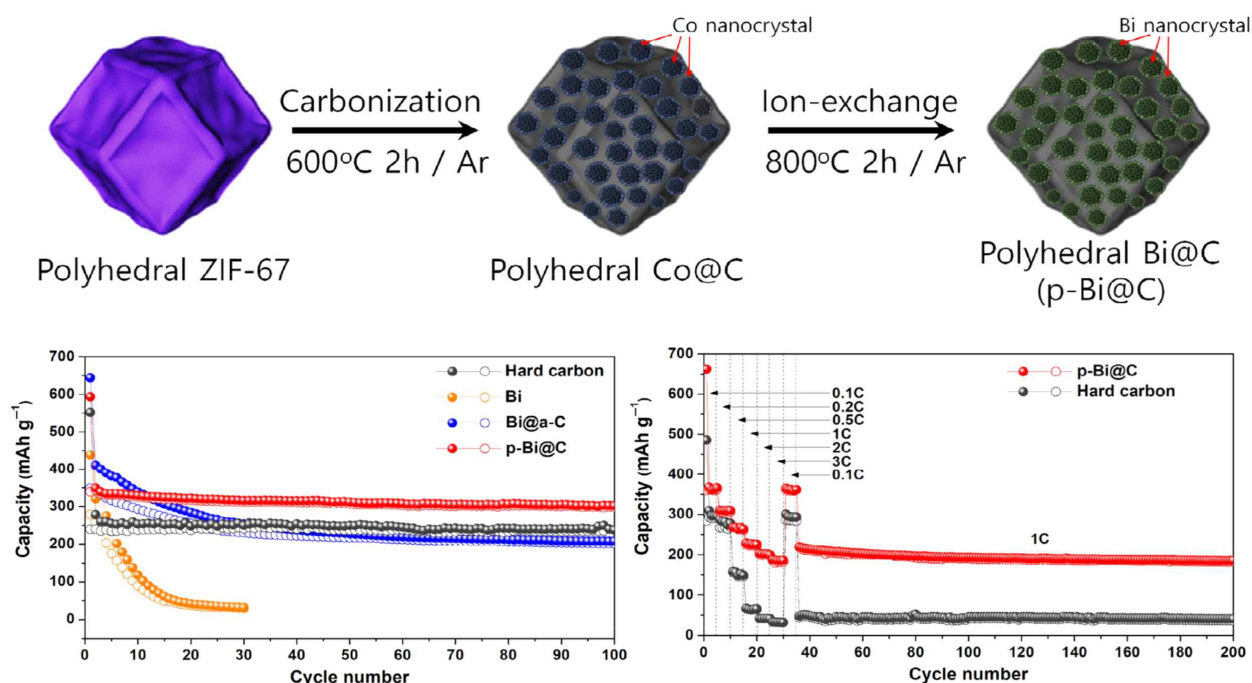 Co nanocrystal
Bi nanocrystal
Carbonization
600°C 2h / Ar
Ion-exchange
800°C 2h / Ar
Polyhedral ZIF-67
Polyhedral Co@C
Polyhedral Bi@C
(p-Bi@C)
Capacity (mAh g⁻¹)
700
600
500
400
300
200
100
0
Hard carbon
Bi
Bi@a-C
p-Bi@C
0 10 20 30 40 50 60 70 80 90 100
Cycle number
Capacity (mAh g⁻¹)
700
600
500
400
300
200
100
0
p-Bi@C
Hard carbon
0.1C
0.2C
0.5C
1C
2C
3C
0.1C
1C
0 20 40 60 80 100 120 140 160 180 200
Cycle number